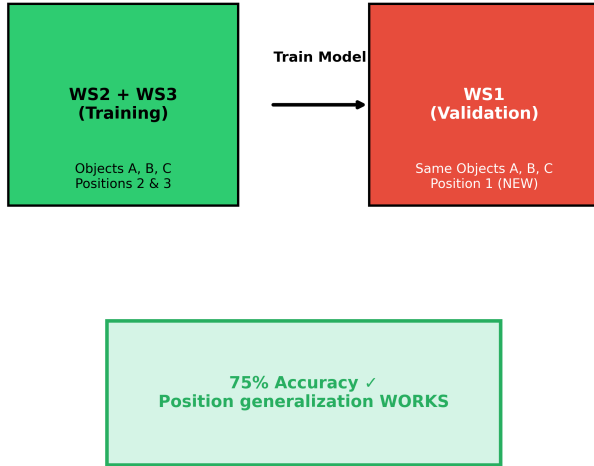 WS2 + WS3
(Training)
Objects A, B, C
Positions 2 & 3
Train Model
WS1
(Validation)
Same Objects A, B, C
Position 1 (NEW)
75% Accuracy ✓
Position generalization WORKS